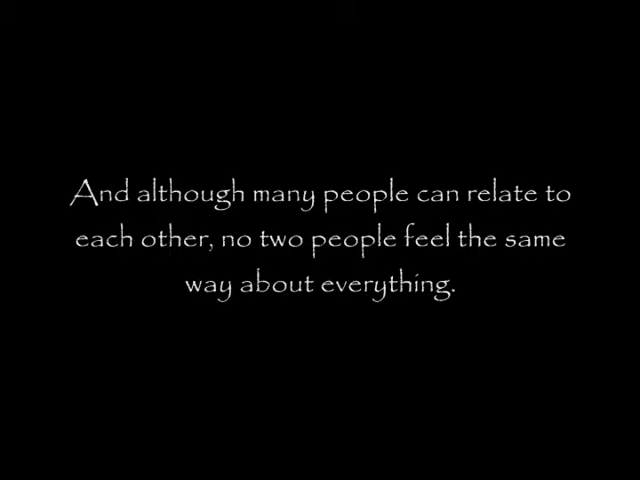 And although many people can relate to
each other, no two people feel the same
way about everything.